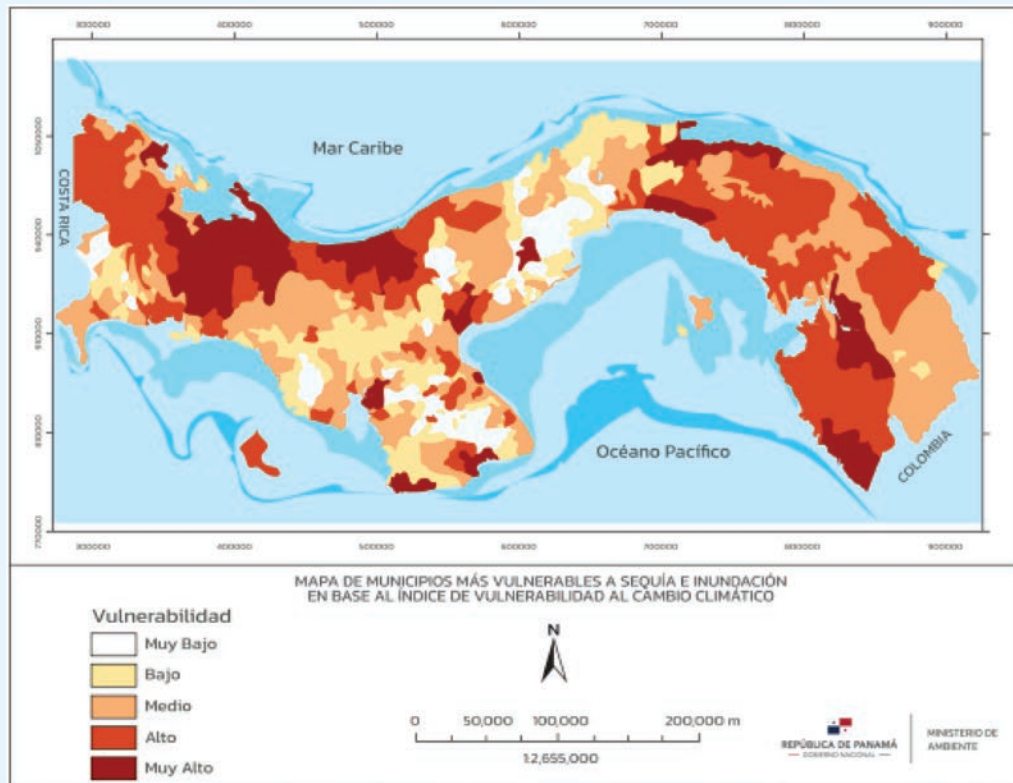 300000 400000 500000 600000 700000 800000 900000
Mar Caribe
COSTA RICA
Océano Pacífico
COLOMBIA
300000 400000 500000 600000 700000 800000 900000
MAPA DE MUNICIPIOS MÁS VULNERABLES A SEQUÍA E INUNDACIÓN
EN BASE AL ÍNDICE DE VULNERABILIDAD AL CAMBIO CLIMÁTICO
Vulnerabilidad
Muy Bajo
Bajo
Medio
Alto
Muy Alto
N
0 50,000 100,000 200,000 m
1:2,655,000
REPÚBLICA DE PANAMÁ
GOBIERNO NACIONAL
MINISTERIO DE
AMBIENTE